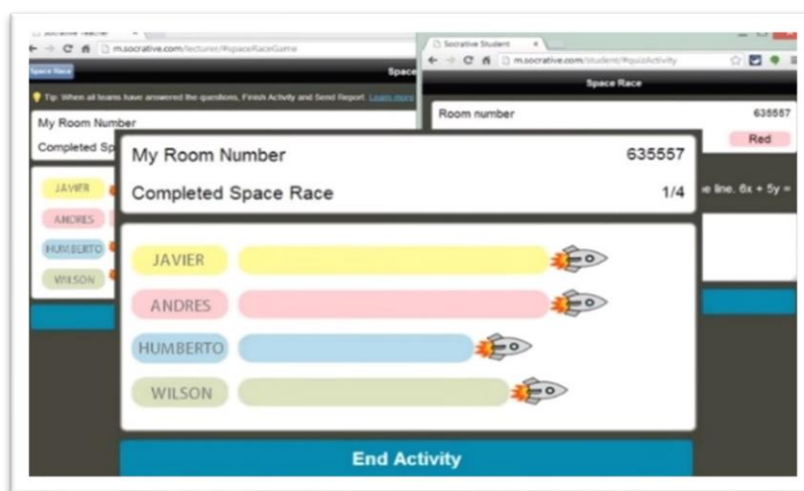 Socrative Teacher
m.socrative.com/lecturer/#spaceRaceGame
Space Race
Space
Tip: When all teams have answered the questions, Finish Activity and Send Report. Learn more
My Room Number
Completed Sp
JAVIER
ANDRES
HUMBERTO
WILSON
Socrative Student
m.socrative.com/student/#quizActivity
Space Race
Room number 635557
Red
e line. 6x + 5y =
My Room Number 635557
Completed Space Race 1/4
JAVIER
ANDRES
HUMBERTO
WILSON
End Activity